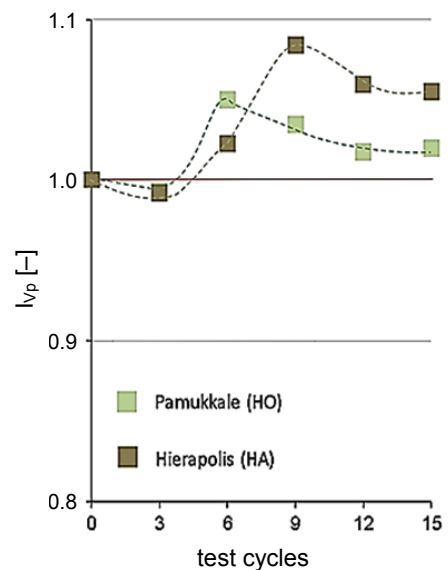 1.1
1.0
0.9
0.8
I_Vp [–]
Pamukkale (HO)
Hierapolis (HA)
0 3 6 9 12 15
test cycles